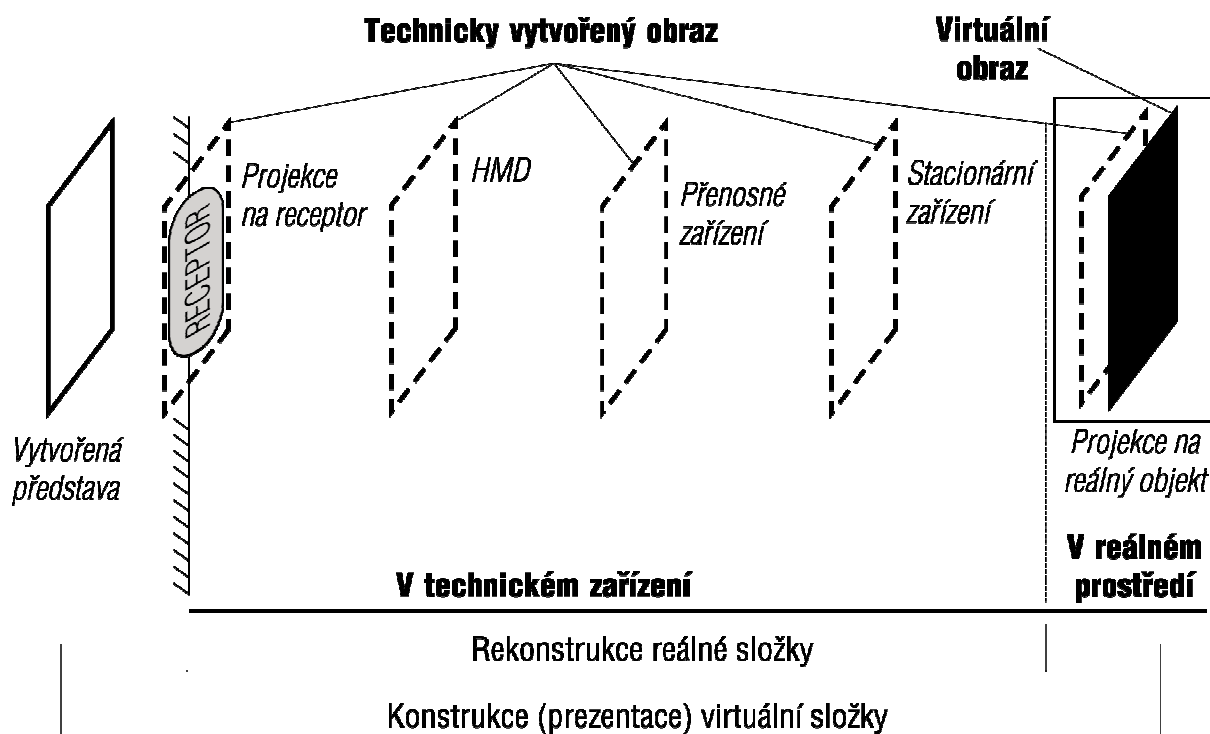 Technicky vytvořený obraz
Virtuální
obraz
Projekce
na receptor
HMD
Přenosné
zařízení
Stacionární
zařízení
RECEPTOR
Vytvořená
představa
Projekce na
reálný objekt
V technickém zařízení
V reálném
prostředí
Rekonstrukce reálné složky
Konstrukce (prezentace) virtuální složky